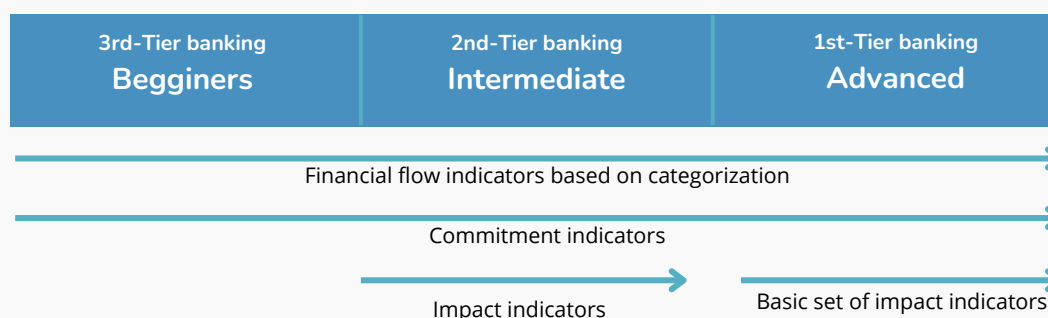 3rd-Tier banking
Begginers
2nd-Tier banking
Intermediate
1st-Tier banking
Advanced
Financial flow indicators based on categorization
Commitment indicators
Impact indicators
Basic set of impact indicators